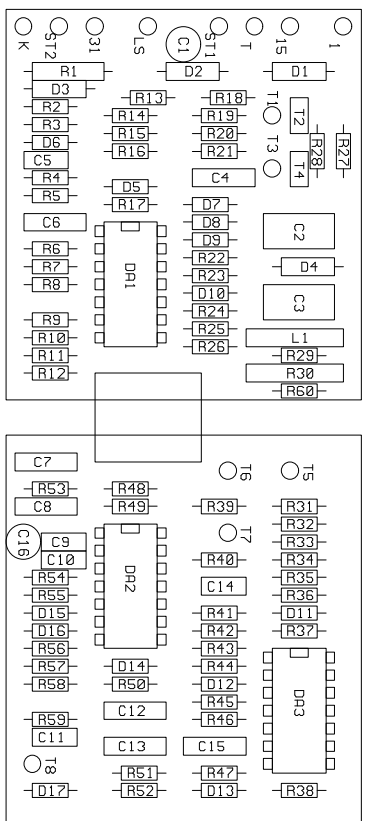 K ST2 31 LS C1 ST1 T 15 1
R1 D2 D1
D3 R13 R18 T1
R2 R14 R19 T2
R3 R15 R20
D6 R16 R21 T3 R28 R27
C5
R4 D5 C4 T4
R5 R17 D7
C6 D8 C2
R6 D9
R7 DA1 R22 D4
R8 R23
D10 C3
R9 R24
R10 R25 L1
R11 R26 R29
R12 R30
R60
C7 T6 T5
R53 R48
C8 R49 R39 R31
R32
C16 C9 T7 R33
C10 DA2 R40 R34
R54 R35
R55 C14 R36
D15 R41 D11
D16 R42 R37
R56 R43
R57 D14 R44
R58 R50 D12 DA3
C12 R45
R59 R46
C11 C13 C15
T8 R51 R47
D17 R52 D13 R38